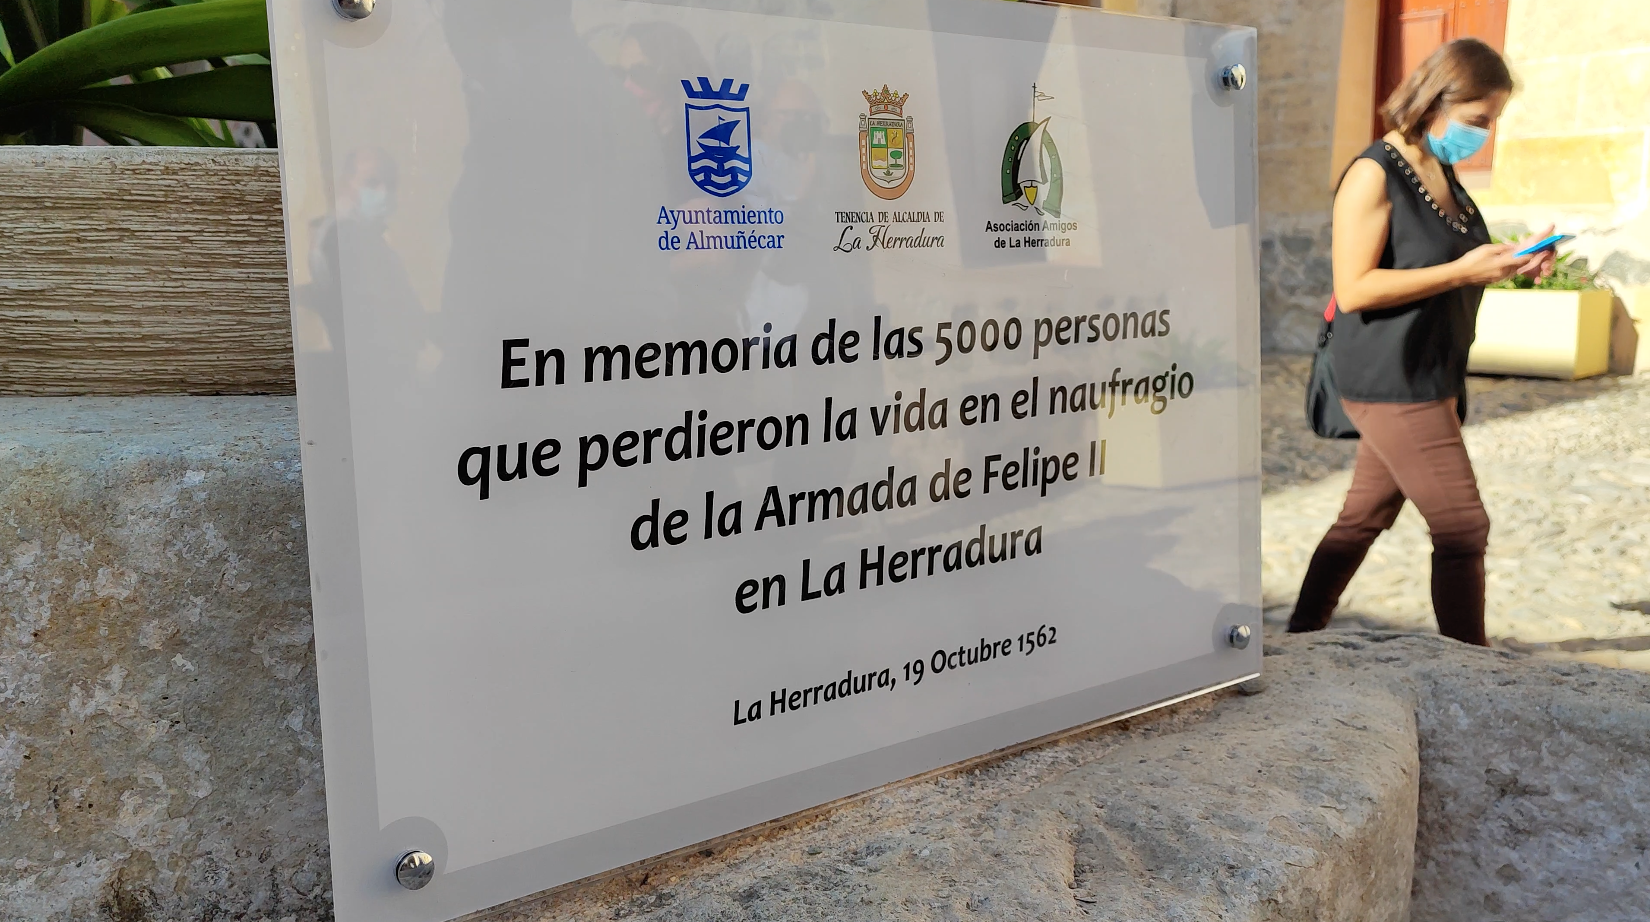 Ayuntamiento
de Almuñécar
LA HERRADURA
TENENCIA DE ALCALDIA DE
La Herradura
Asociación Amigos
de La Herradura
En memoria de las 5000 personas
que perdieron la vida en el naufragio
de la Armada de Felipe II
en La Herradura
La Herradura, 19 Octubre 1562